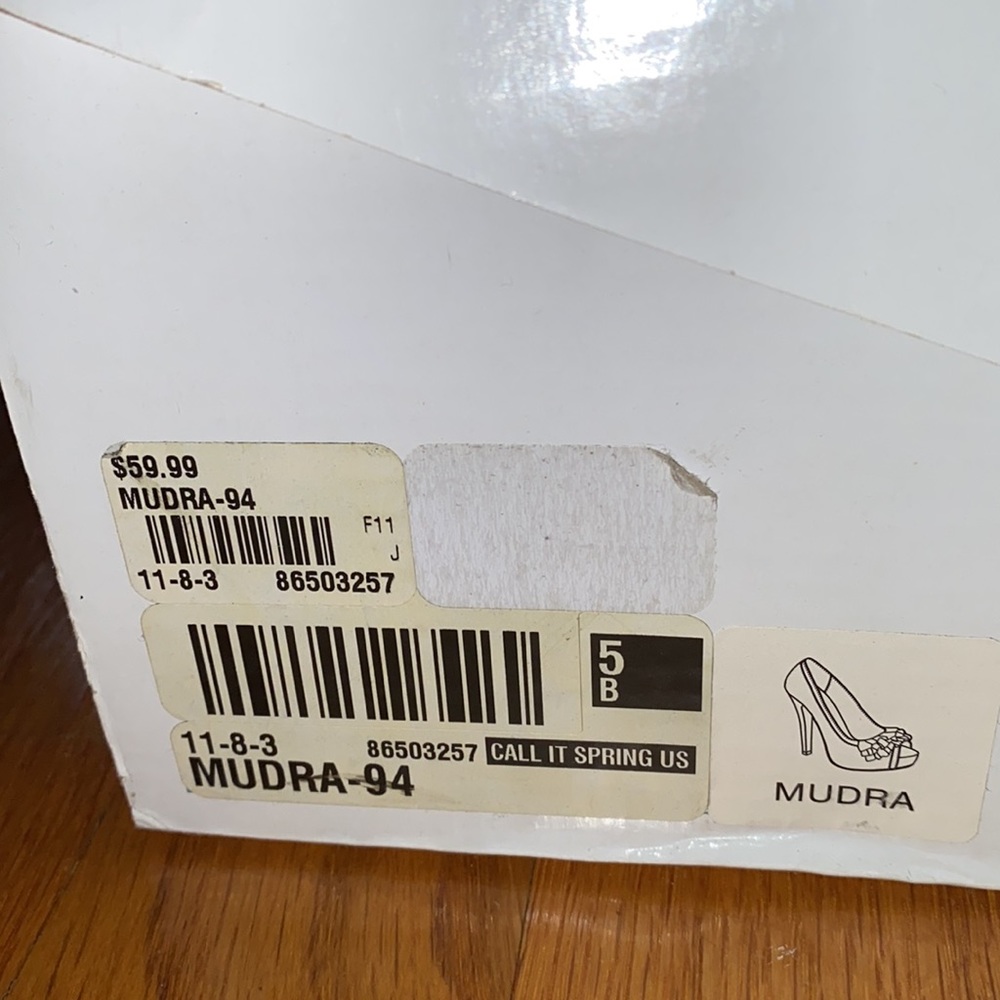 $59.99
MUDRA-94
F11
J
11-8-3 86503257
5
B
11-8-3 86503257 CALL IT SPRING US
MUDRA-94
MUDRA